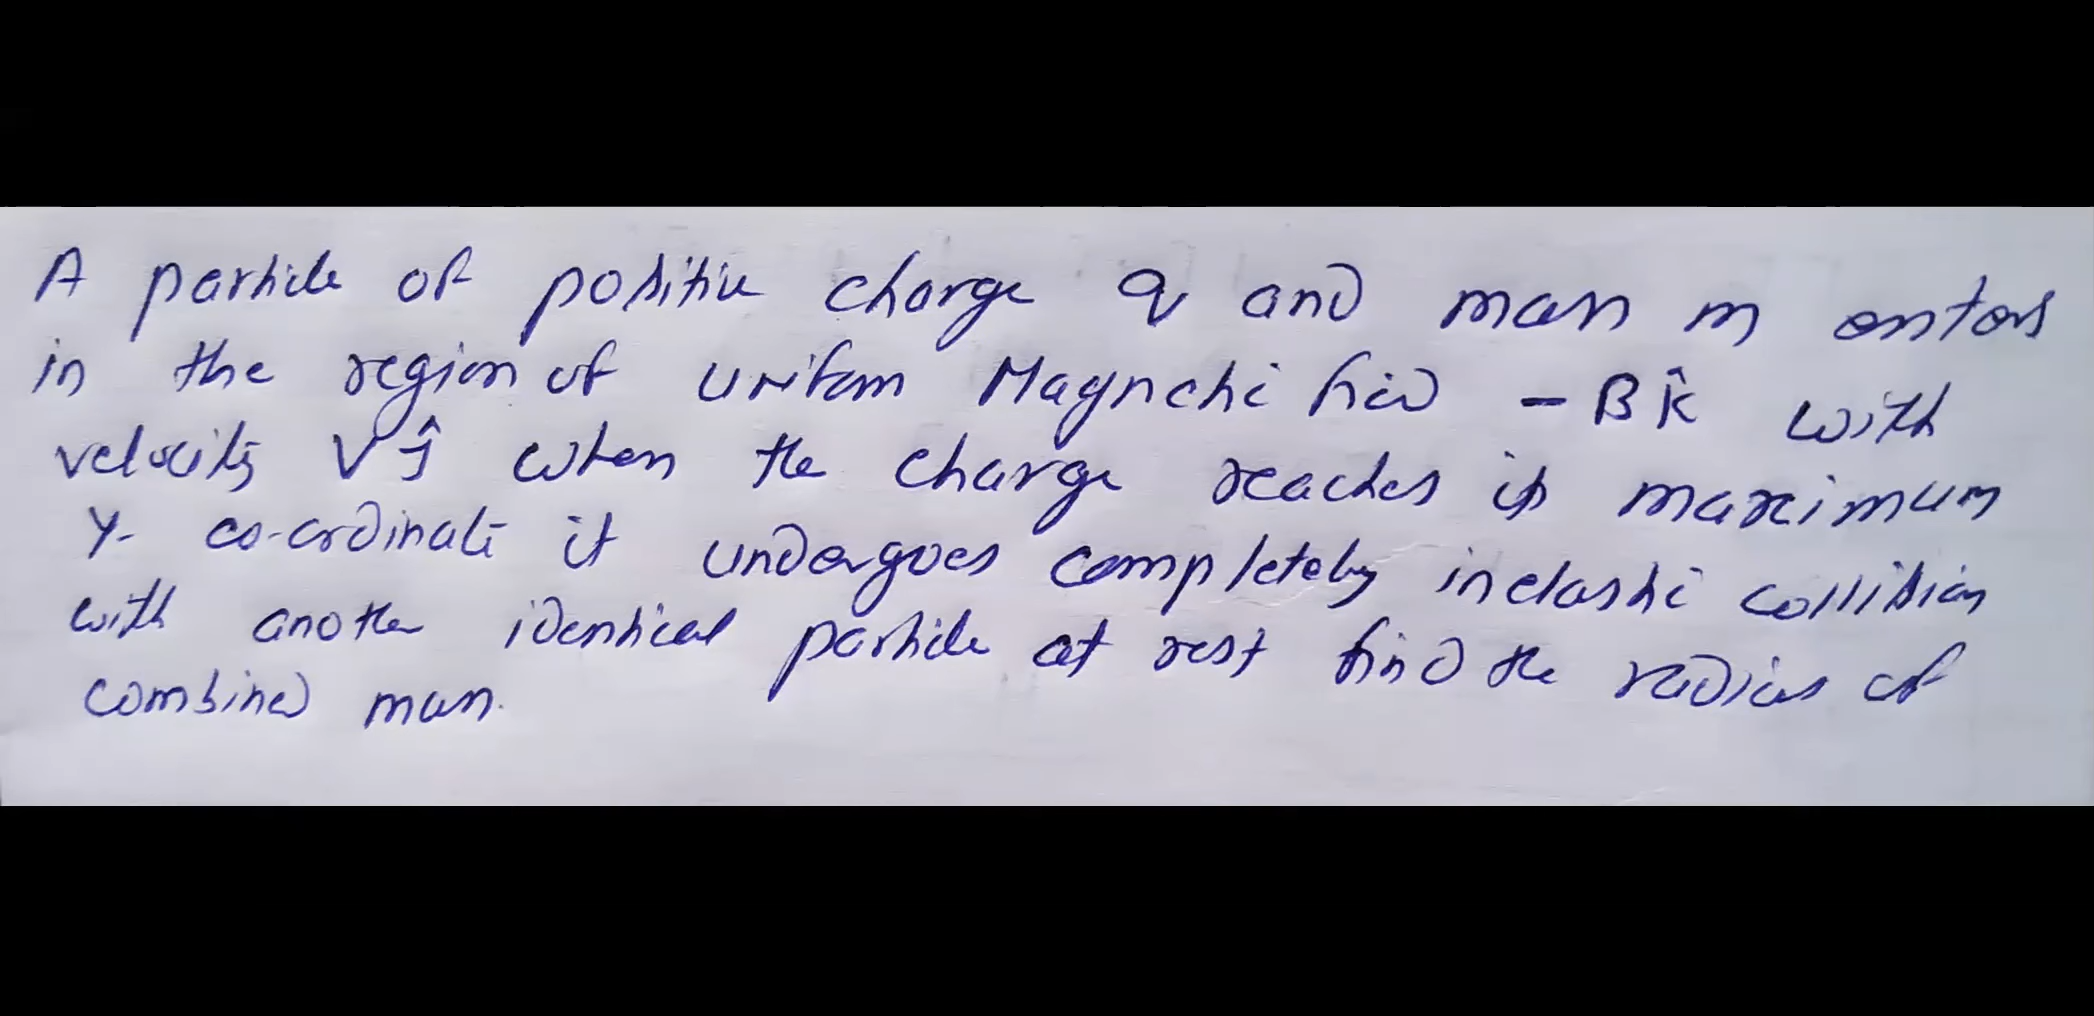 A particle of positive charge q and mass m enters
in the region of uniform Magnetic field - B k̂ with
velocity V ĵ when the charge reaches its maximum
Y- co-ordinate it undergoes completely inelastic collision
with another identical particle at rest find the radius of
combined mass.